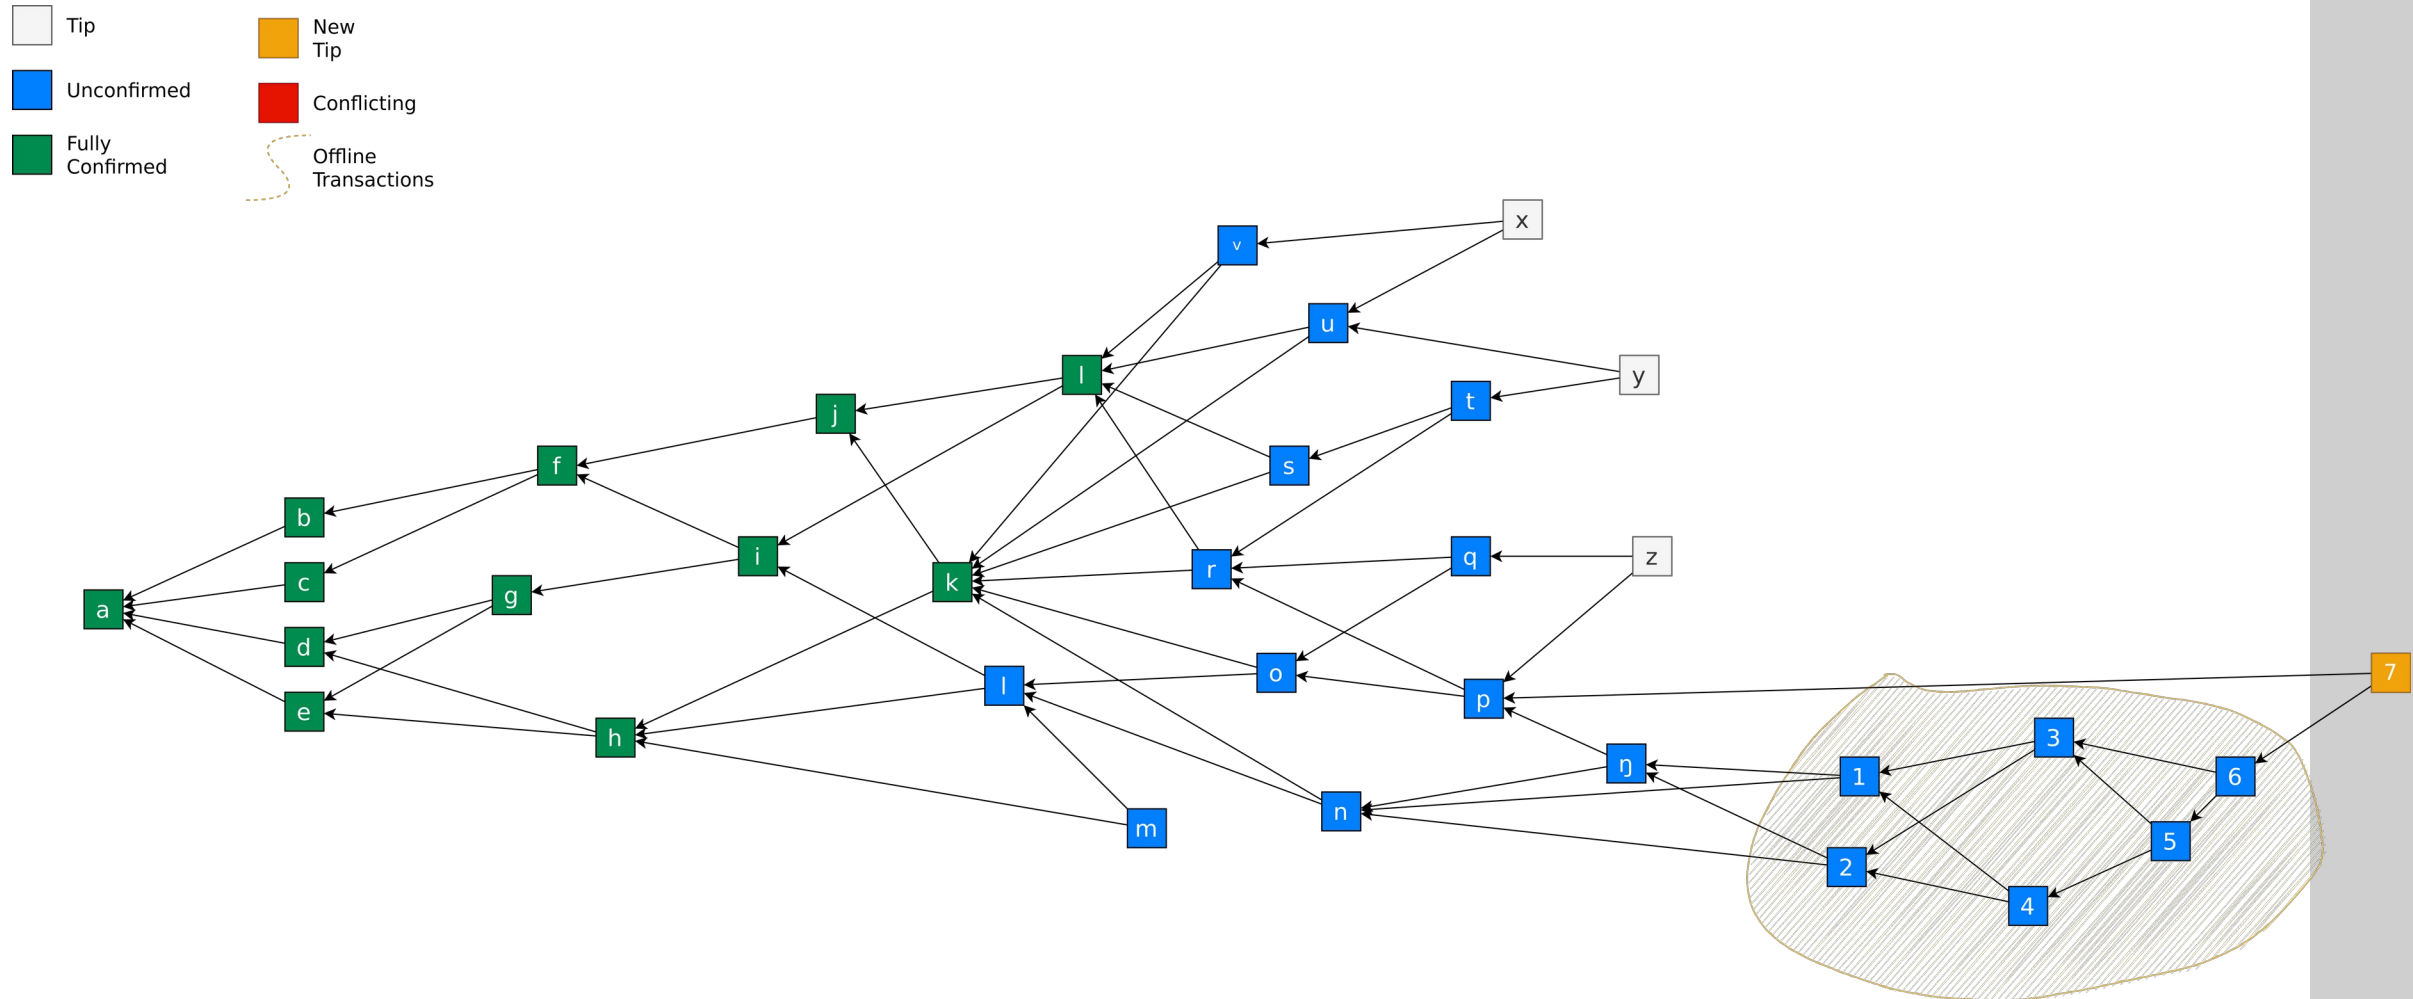 Tip
Unconfirmed
Fully
Confirmed
New
Tip
Conflicting
Offline
Transactions
x
v
u
l
y
j
t
f
s
b
i
q
z
c
k
r
a
g
d
l
o
p
7
e
h
ŋ
3
1
6
n
m
5
2
4